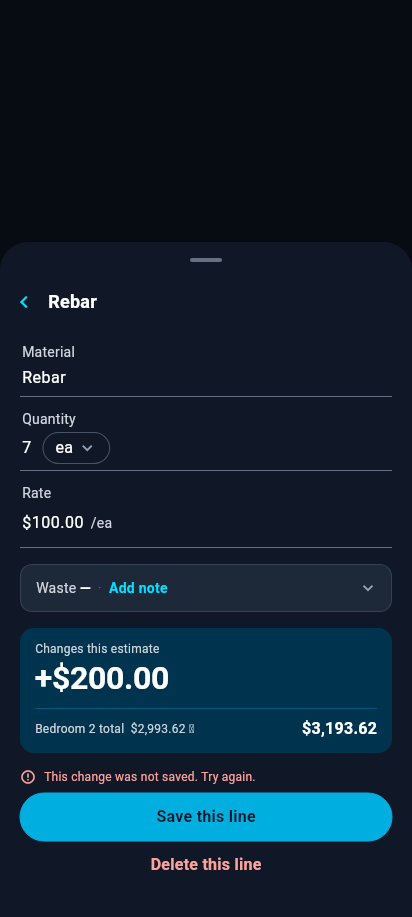 Rebar
Material
Rebar
Quantity
7 ea
Rate
$100.00 /ea
Waste — · Add note
Changes this estimate
+$200.00
Bedroom 2 total $2,993.62 $3,193.62
This change was not saved. Try again.
Save this line
Delete this line